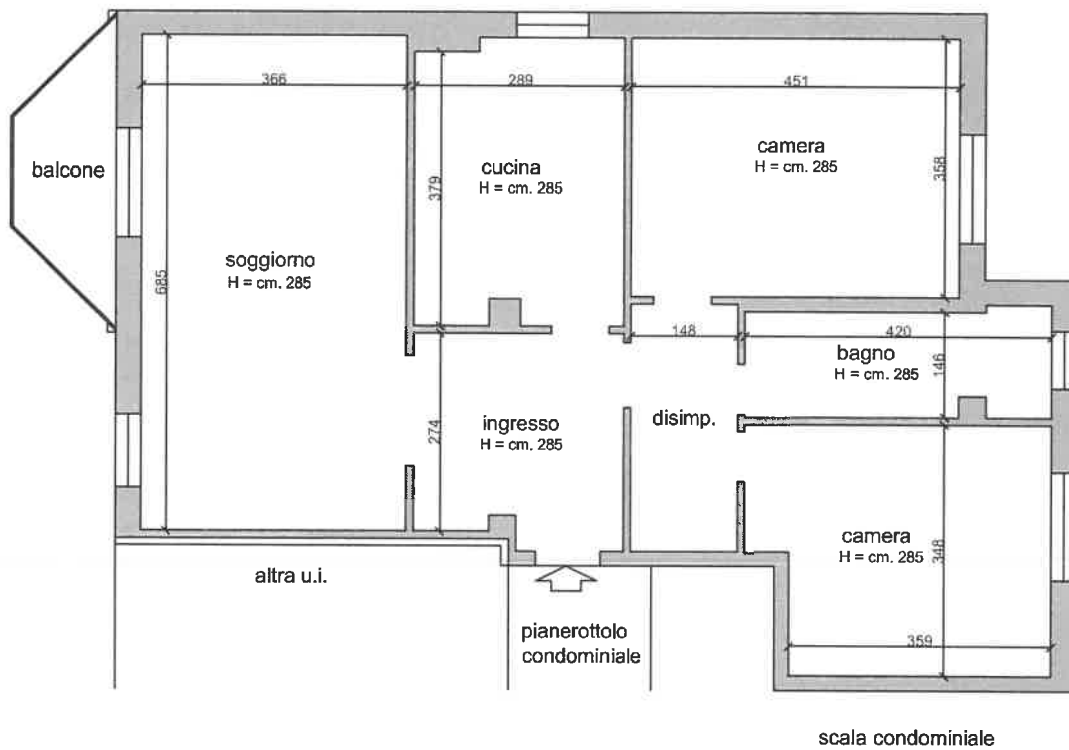 366
289
451
balcone
cucina
H = cm. 285
camera
H = cm. 285
379
358
soggiorno
H = cm. 285
685
148
420
bagno
H = cm. 285
146
ingresso
H = cm. 285
274
disimp.
camera
H = cm. 285
348
altra u.i.
pianerottolo
condominiale
359
scala condominiale